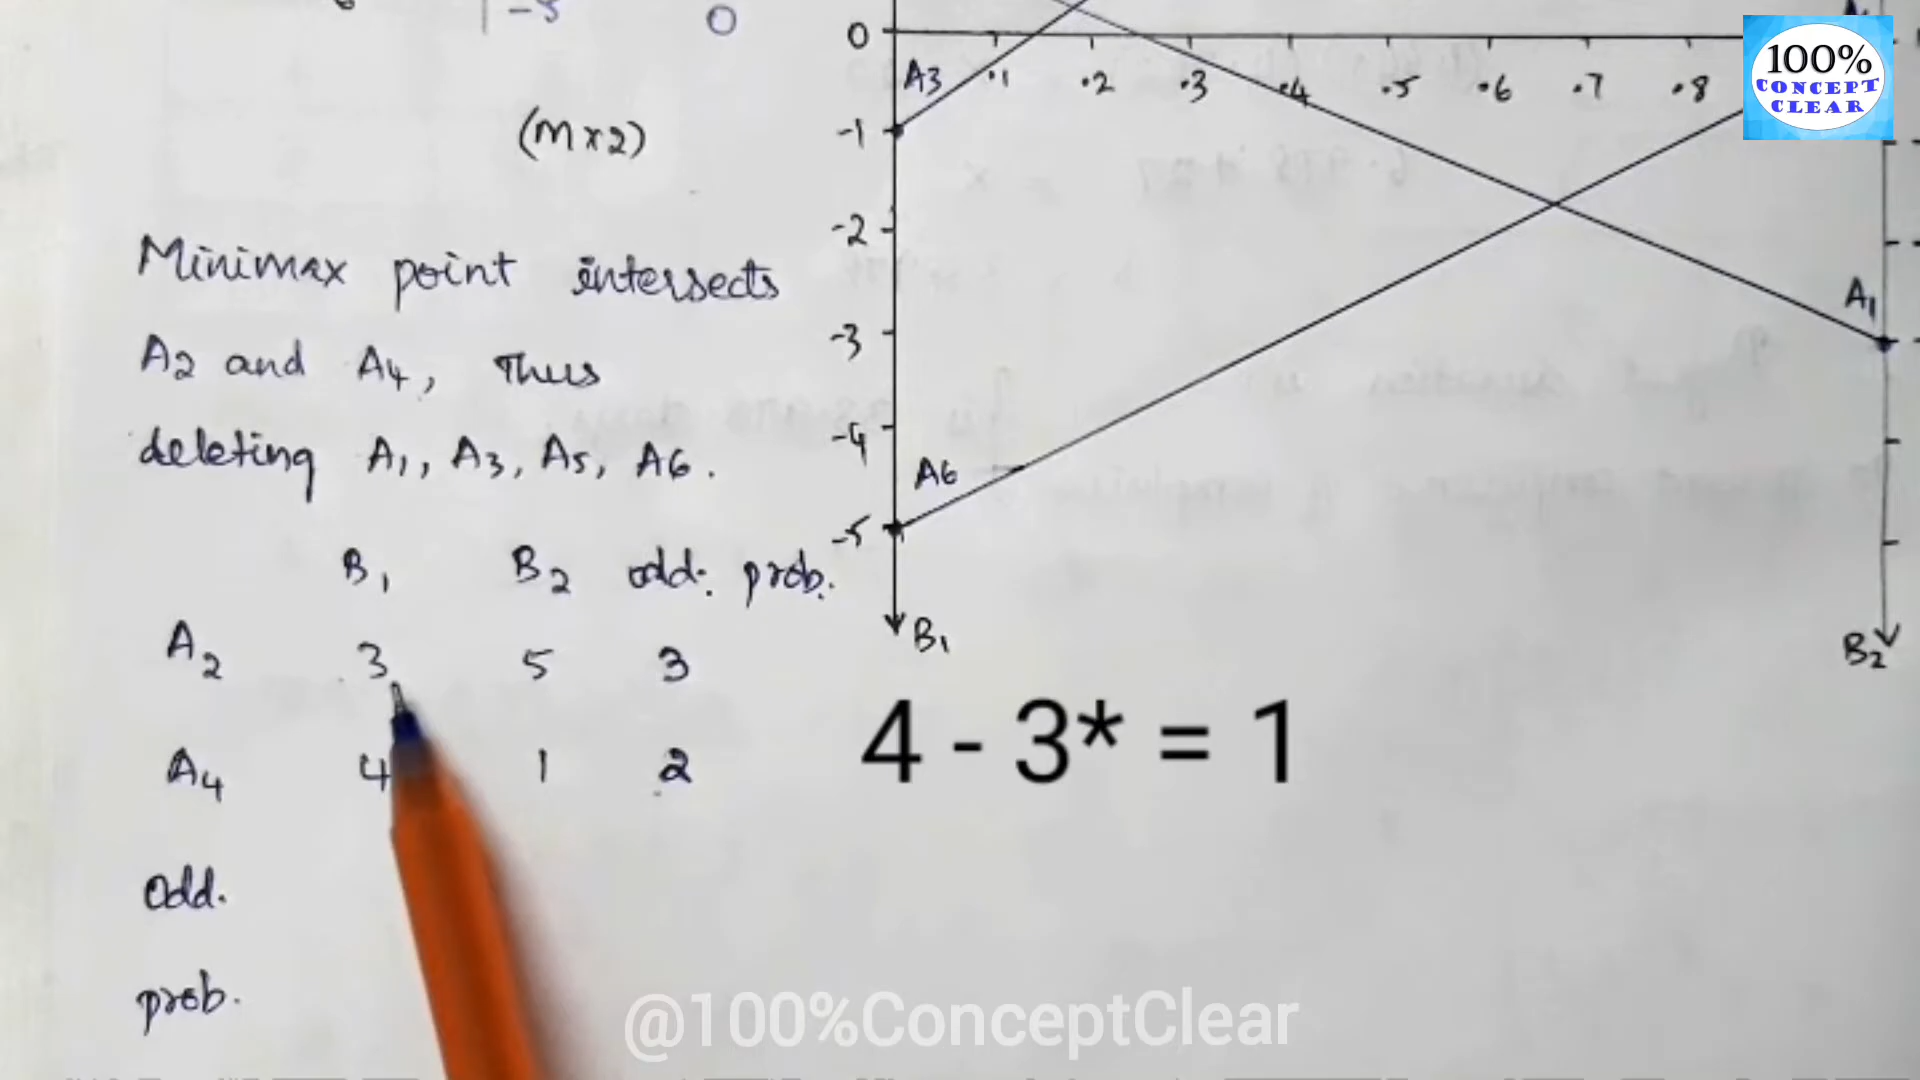 -5 0
(m x 2)
Minimax point intersects
A2 and A4, Thus
deleting A1, A3, A5, A6.
B1 B2 odd. prob.
A2 3 5 3
A4 4 1 2
odd.
prob.
0
A3 .1 .2 .3 .4 .5 .6 .7 .8
-1
-2
-3
A1
-4
A6
-5
B1 B2
4 - 3* = 1
100%
CONCEPT
CLEAR
@100%ConceptClear